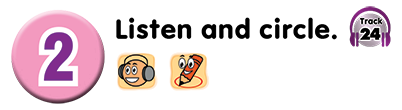 2 Listen and circle. Track 24